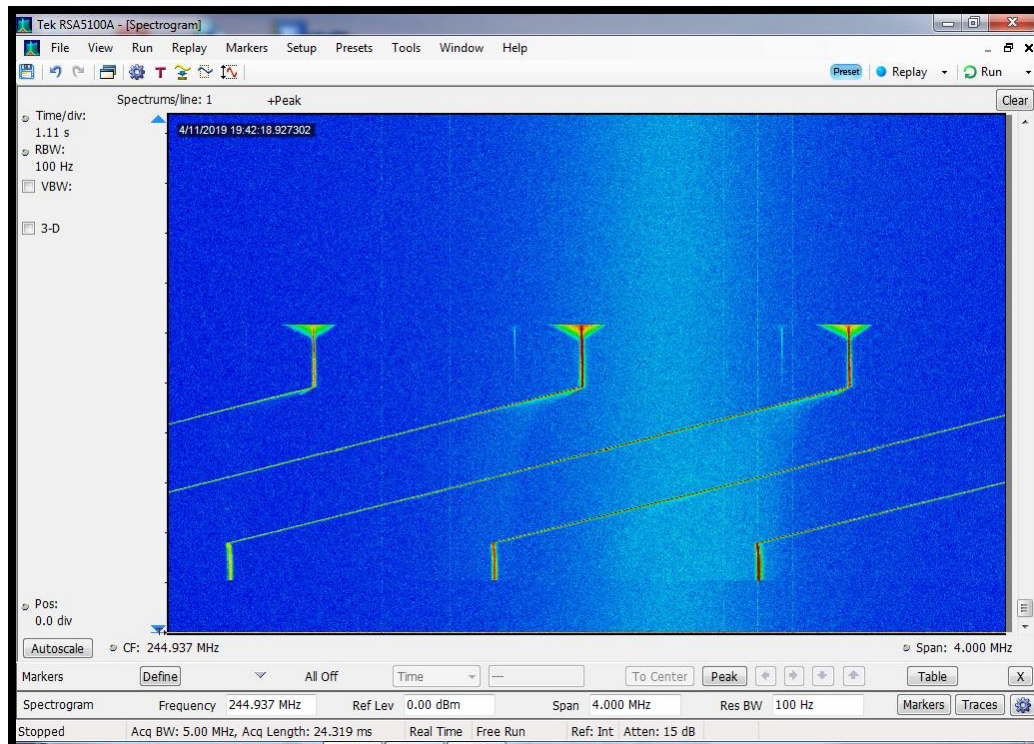 Tek RSA5100A - [Spectrogram]
File View Run Replay Markers Setup Presets Tools Window Help
T Preset Replay Run
Spectrums/line: 1 +Peak Clear
Time/div:
1.11 s
RBW:
100 Hz
VBW:
3-D
4/11/2019 19:42:18.927302
Pos:
0.0 div
Autoscale CF: 244.937 MHz Span: 4.000 MHz
Markers Define All Off Time --- To Center Peak Table X
Spectrogram Frequency 244.937 MHz Ref Lev 0.00 dBm Span 4.000 MHz Res BW 100 Hz Markers Traces
Stopped Acq BW: 5.00 MHz, Acq Length: 24.319 ms Real Time Free Run Ref: Int Atten: 15 dB